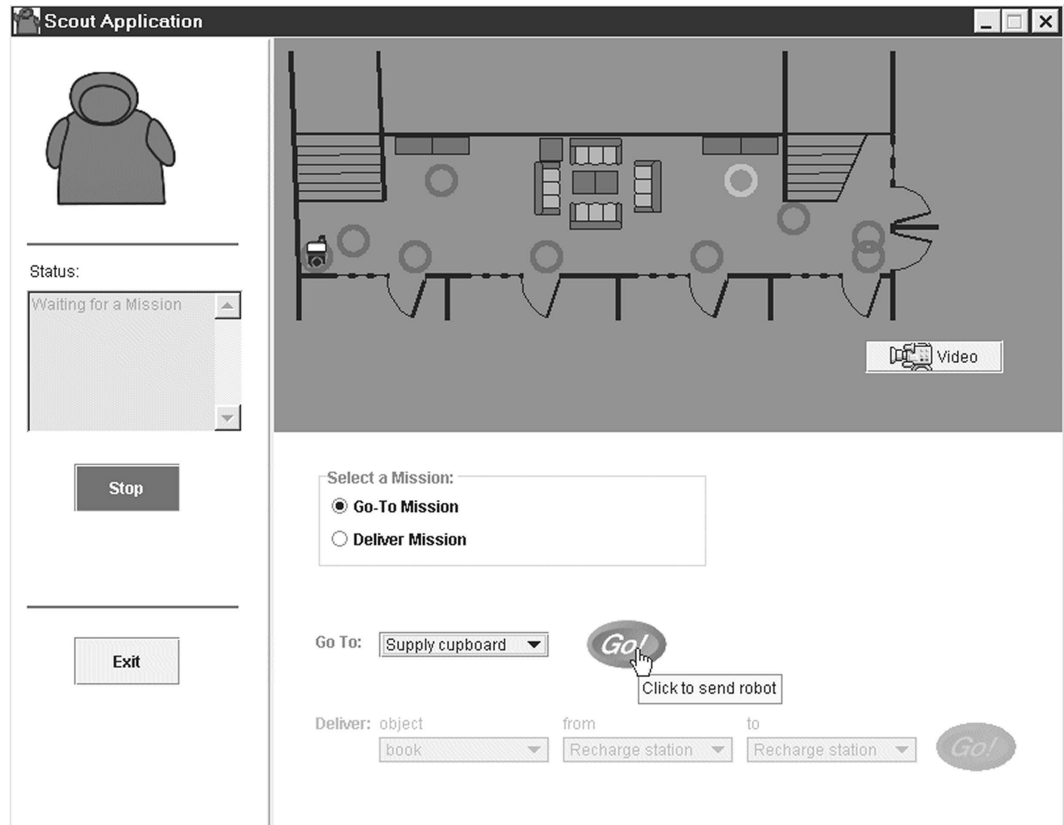 Scout Application
Status:
Waiting for a Mission
Stop
Exit
Video
Select a Mission:
Go-To Mission
Deliver Mission
Go To: Supply cupboard Go!
Click to send robot
Deliver: object from to
book Recharge station Recharge station Go!